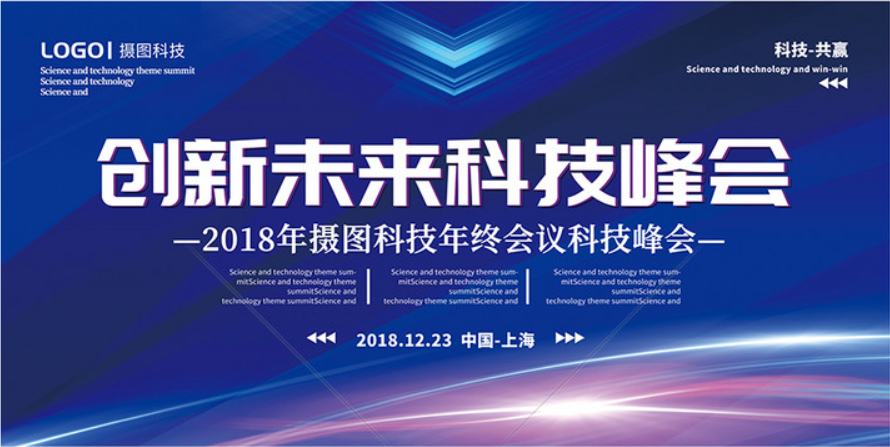 LOGO| 摄图科技
Science and technology theme summit
Science and technology
Science and
科技-共赢
Science and technology and win-win
创新未来科技峰会
—2018年摄图科技年终会议科技峰会—
Science and technology theme sum-
mitScience and technology theme
summitScience and
technology theme summitScience and
Science and technology theme sum-
mitScience and technology theme
summitScience and
technology theme summitScience and
Science and technology theme sum-
mitScience and technology theme
summitScience and
technology theme summitScience and
2018.12.23 中国-上海